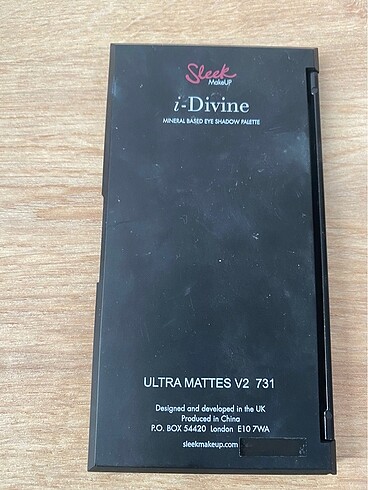 Sleek
MakeUP
i-Divine
MINERAL BASED EYE SHADOW PALETTE
ULTRA MATTES V2 731
Designed and developed in the UK
Produced in China
P.O. BOX 54420 London E10 7WA
sleekmakeup.com